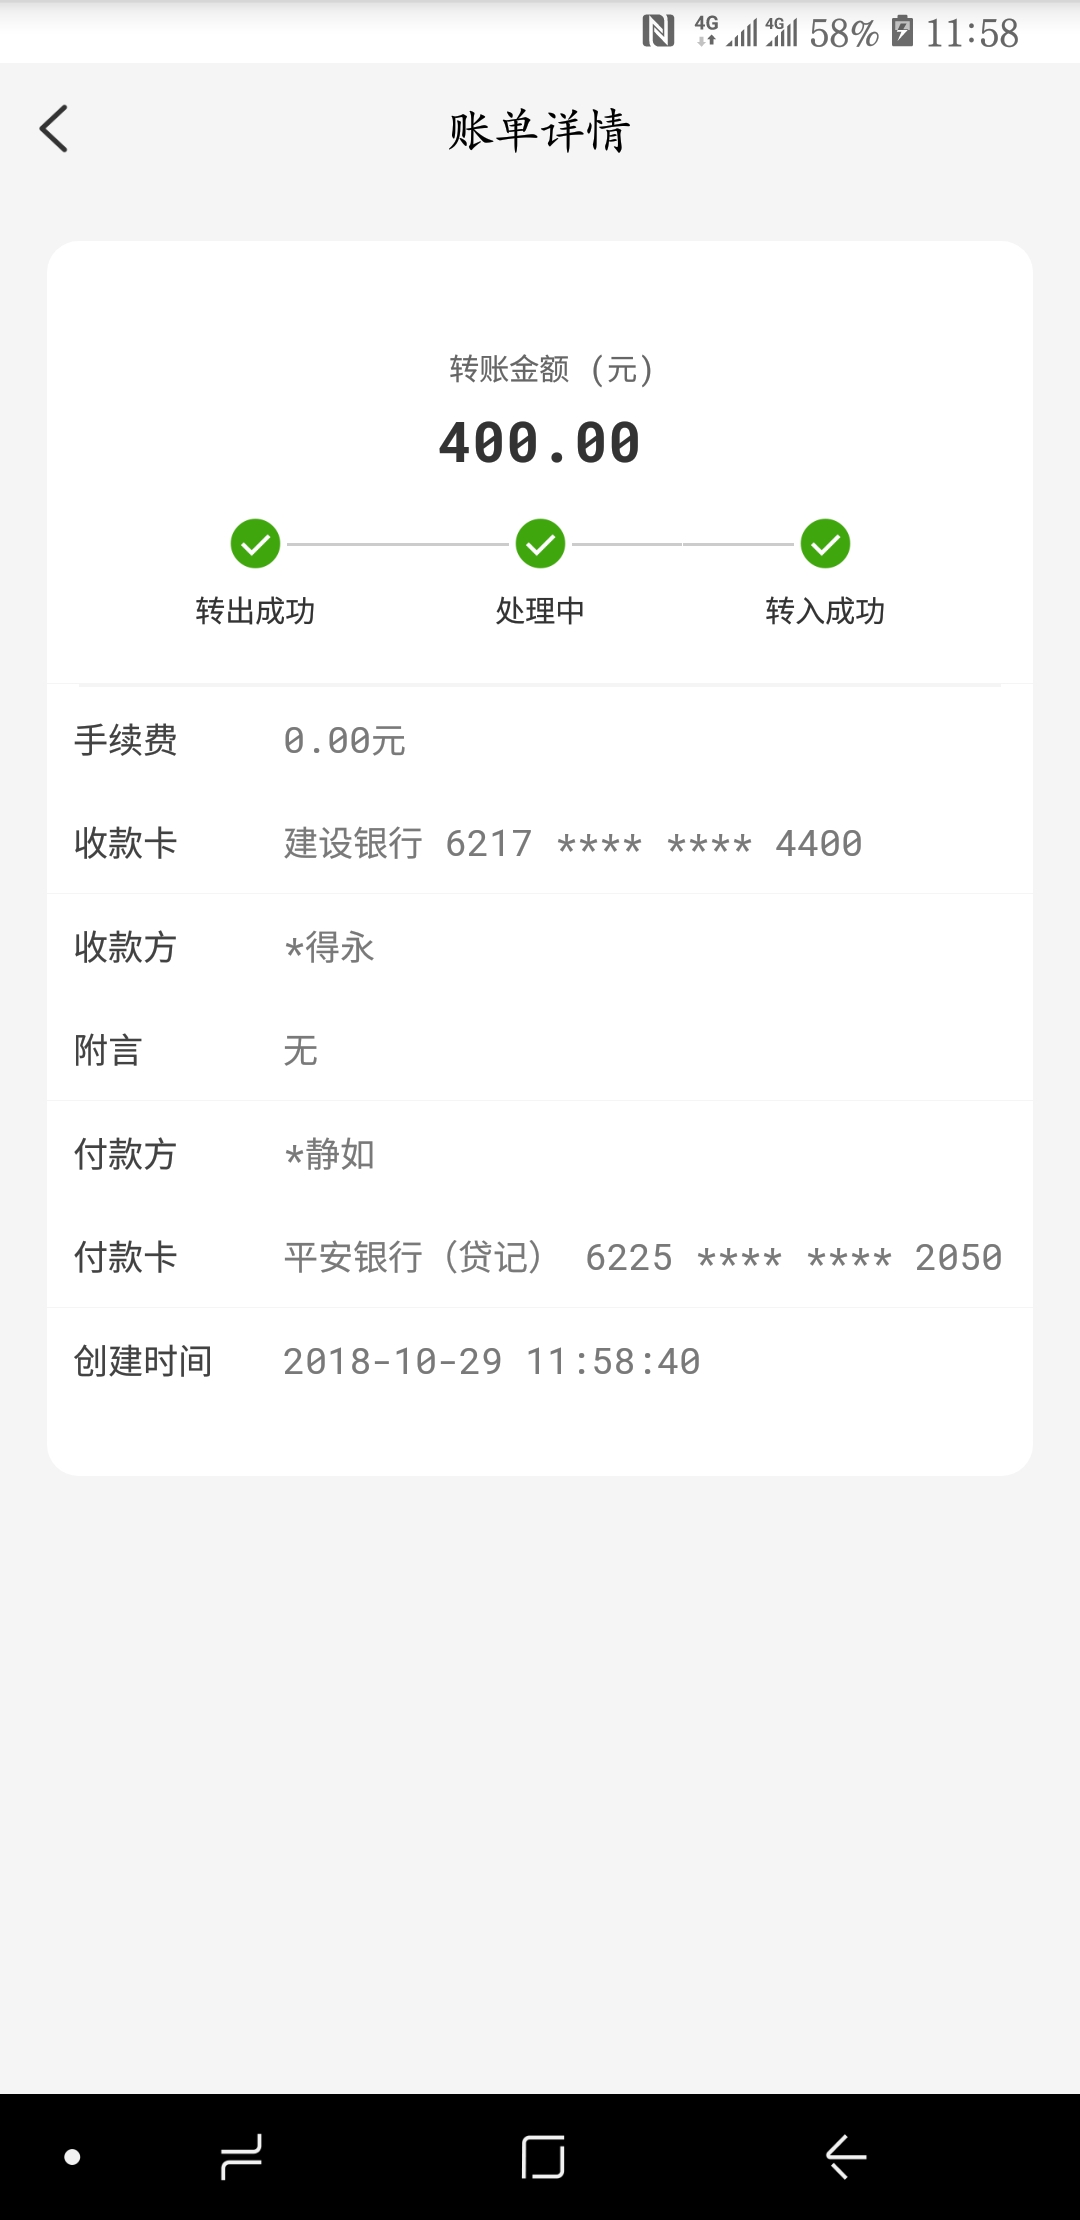 4G 4G 58% 11:58
账单详情
转账金额 (元)
400.00
转出成功 处理中 转入成功
手续费 0.00元
收款卡 建设银行 6217 **** **** 4400
收款方 *得永
附言 无
付款方 *静如
付款卡 平安银行（贷记） 6225 **** **** 2050
创建时间 2018-10-29 11:58:40